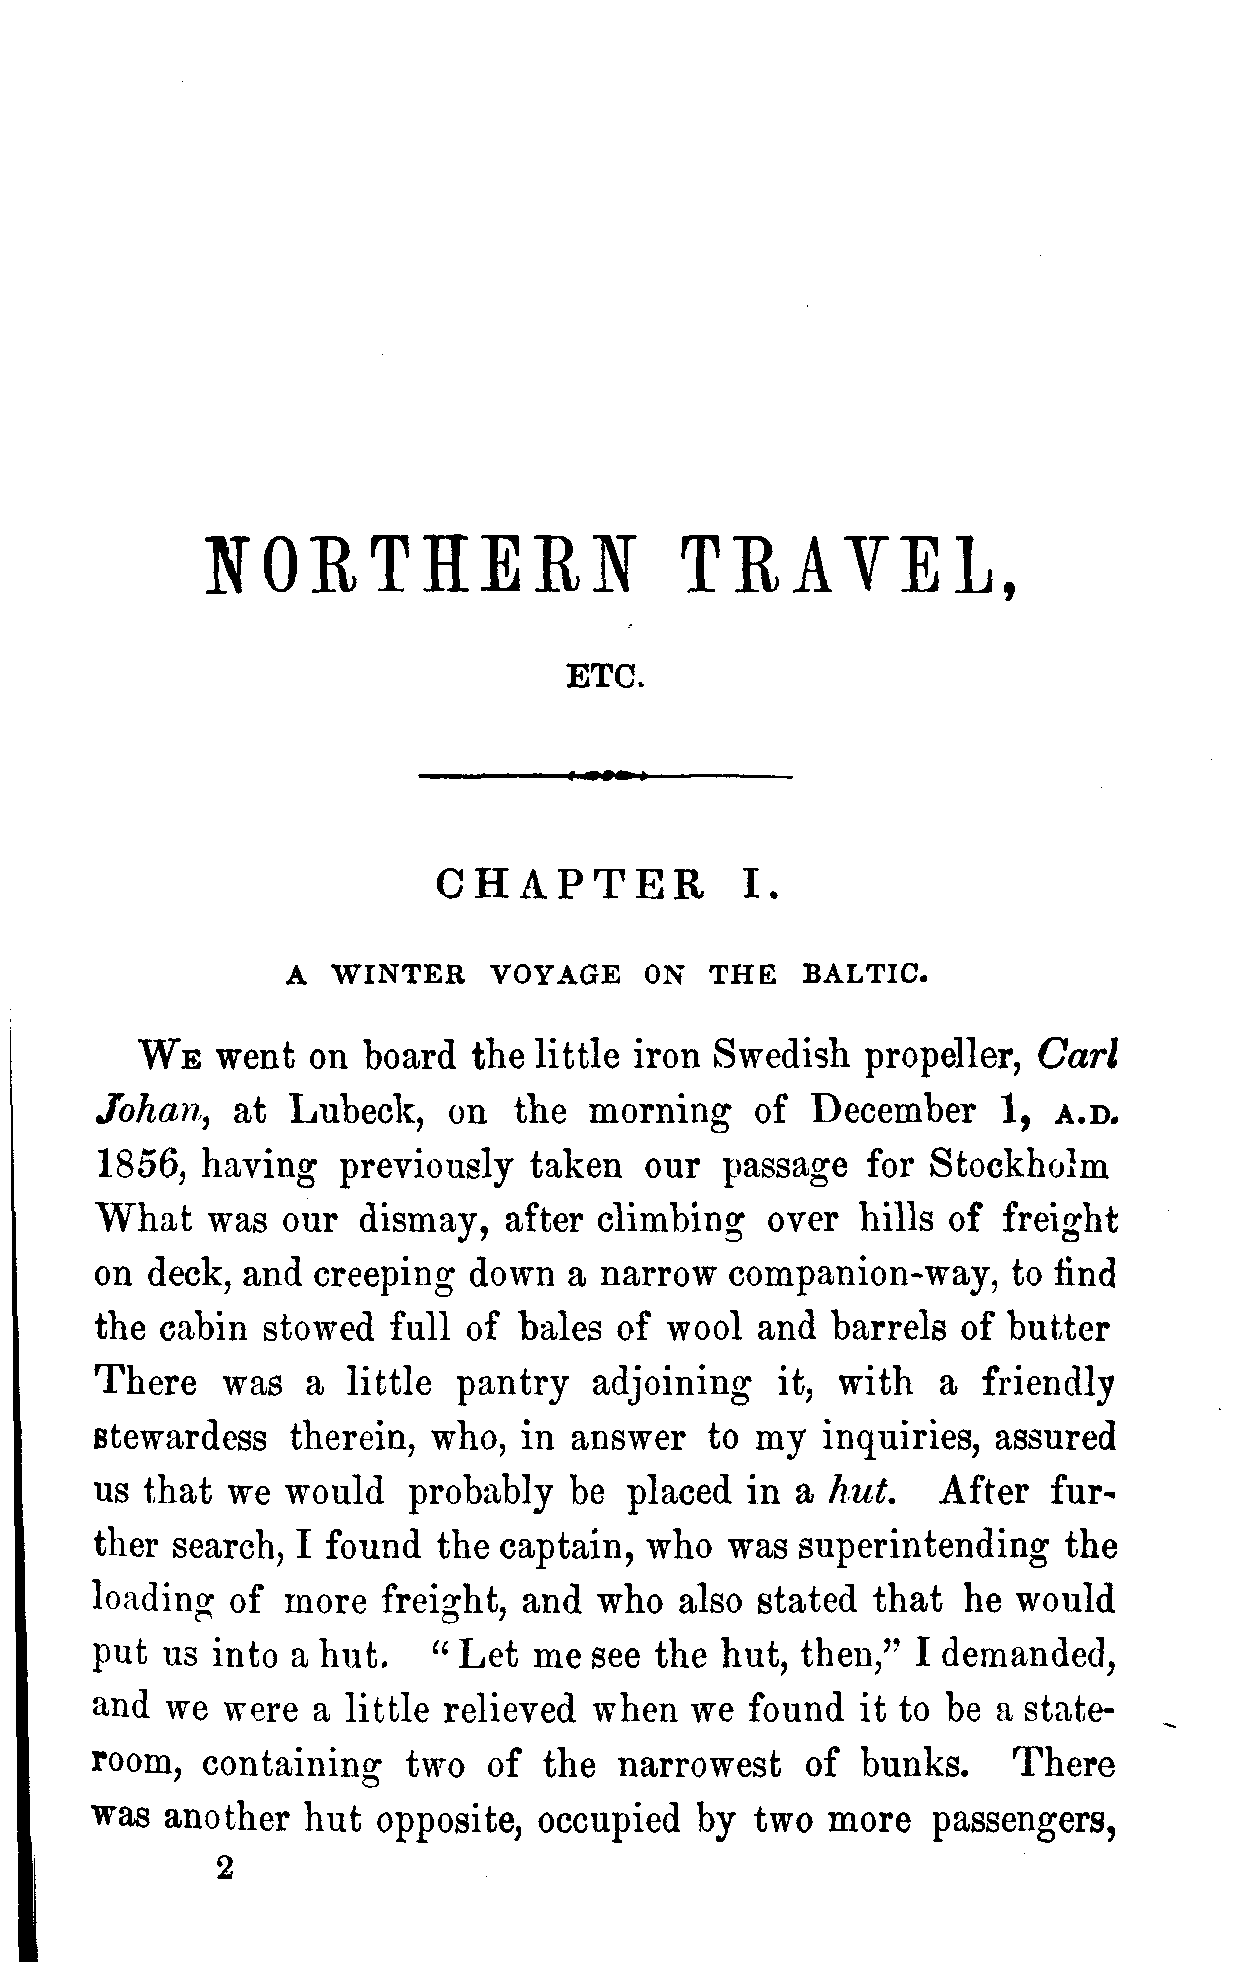 NORTHERN TRAVEL,
ETC.
CHAPTER I.
A WINTER VOYAGE ON THE BALTIC.
WE went on board the little iron Swedish propeller, Carl
Johan, at Lubeck, on the morning of December 1, A.D.
1856, having previously taken our passage for Stockholm
What was our dismay, after climbing over hills of freight
on deck, and creeping down a narrow companion-way, to find
the cabin stowed full of bales of wool and barrels of butter
There was a little pantry adjoining it, with a friendly
stewardess therein, who, in answer to my inquiries, assured
us that we would probably be placed in a hut. After fur-
ther search, I found the captain, who was superintending the
loading of more freight, and who also stated that he would
put us into a hut. “Let me see the hut, then,” I demanded,
and we were a little relieved when we found it to be a state-
room, containing two of the narrowest of bunks. There
was another hut opposite, occupied by two more passengers,
2